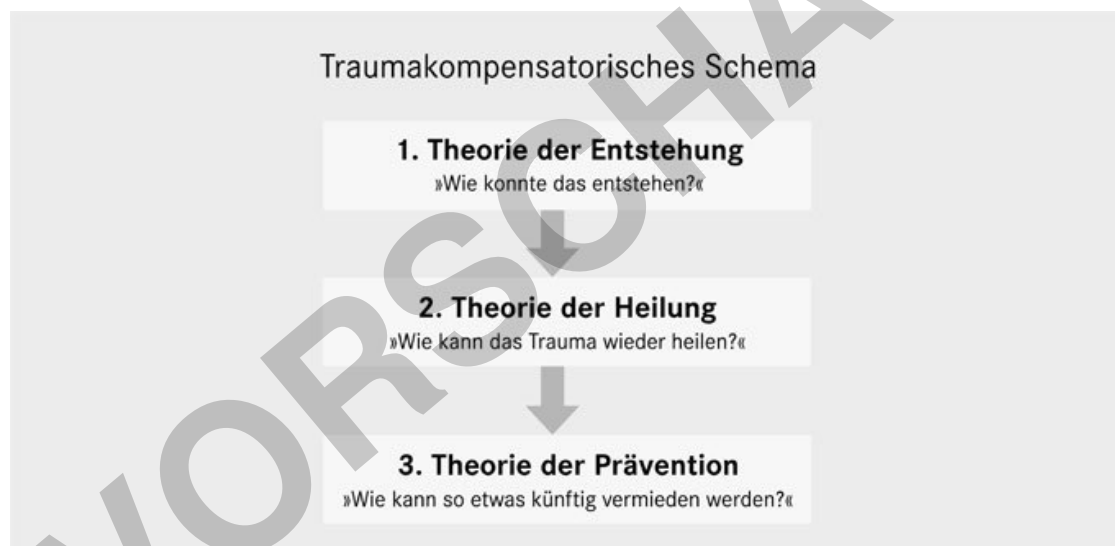 Traumakompensatorisches Schema
1. Theorie der Entstehung
»Wie konnte das entstehen?«
2. Theorie der Heilung
»Wie kann das Trauma wieder heilen?«
3. Theorie der Prävention
»Wie kann so etwas künftig vermieden werden?«
VORSCHA